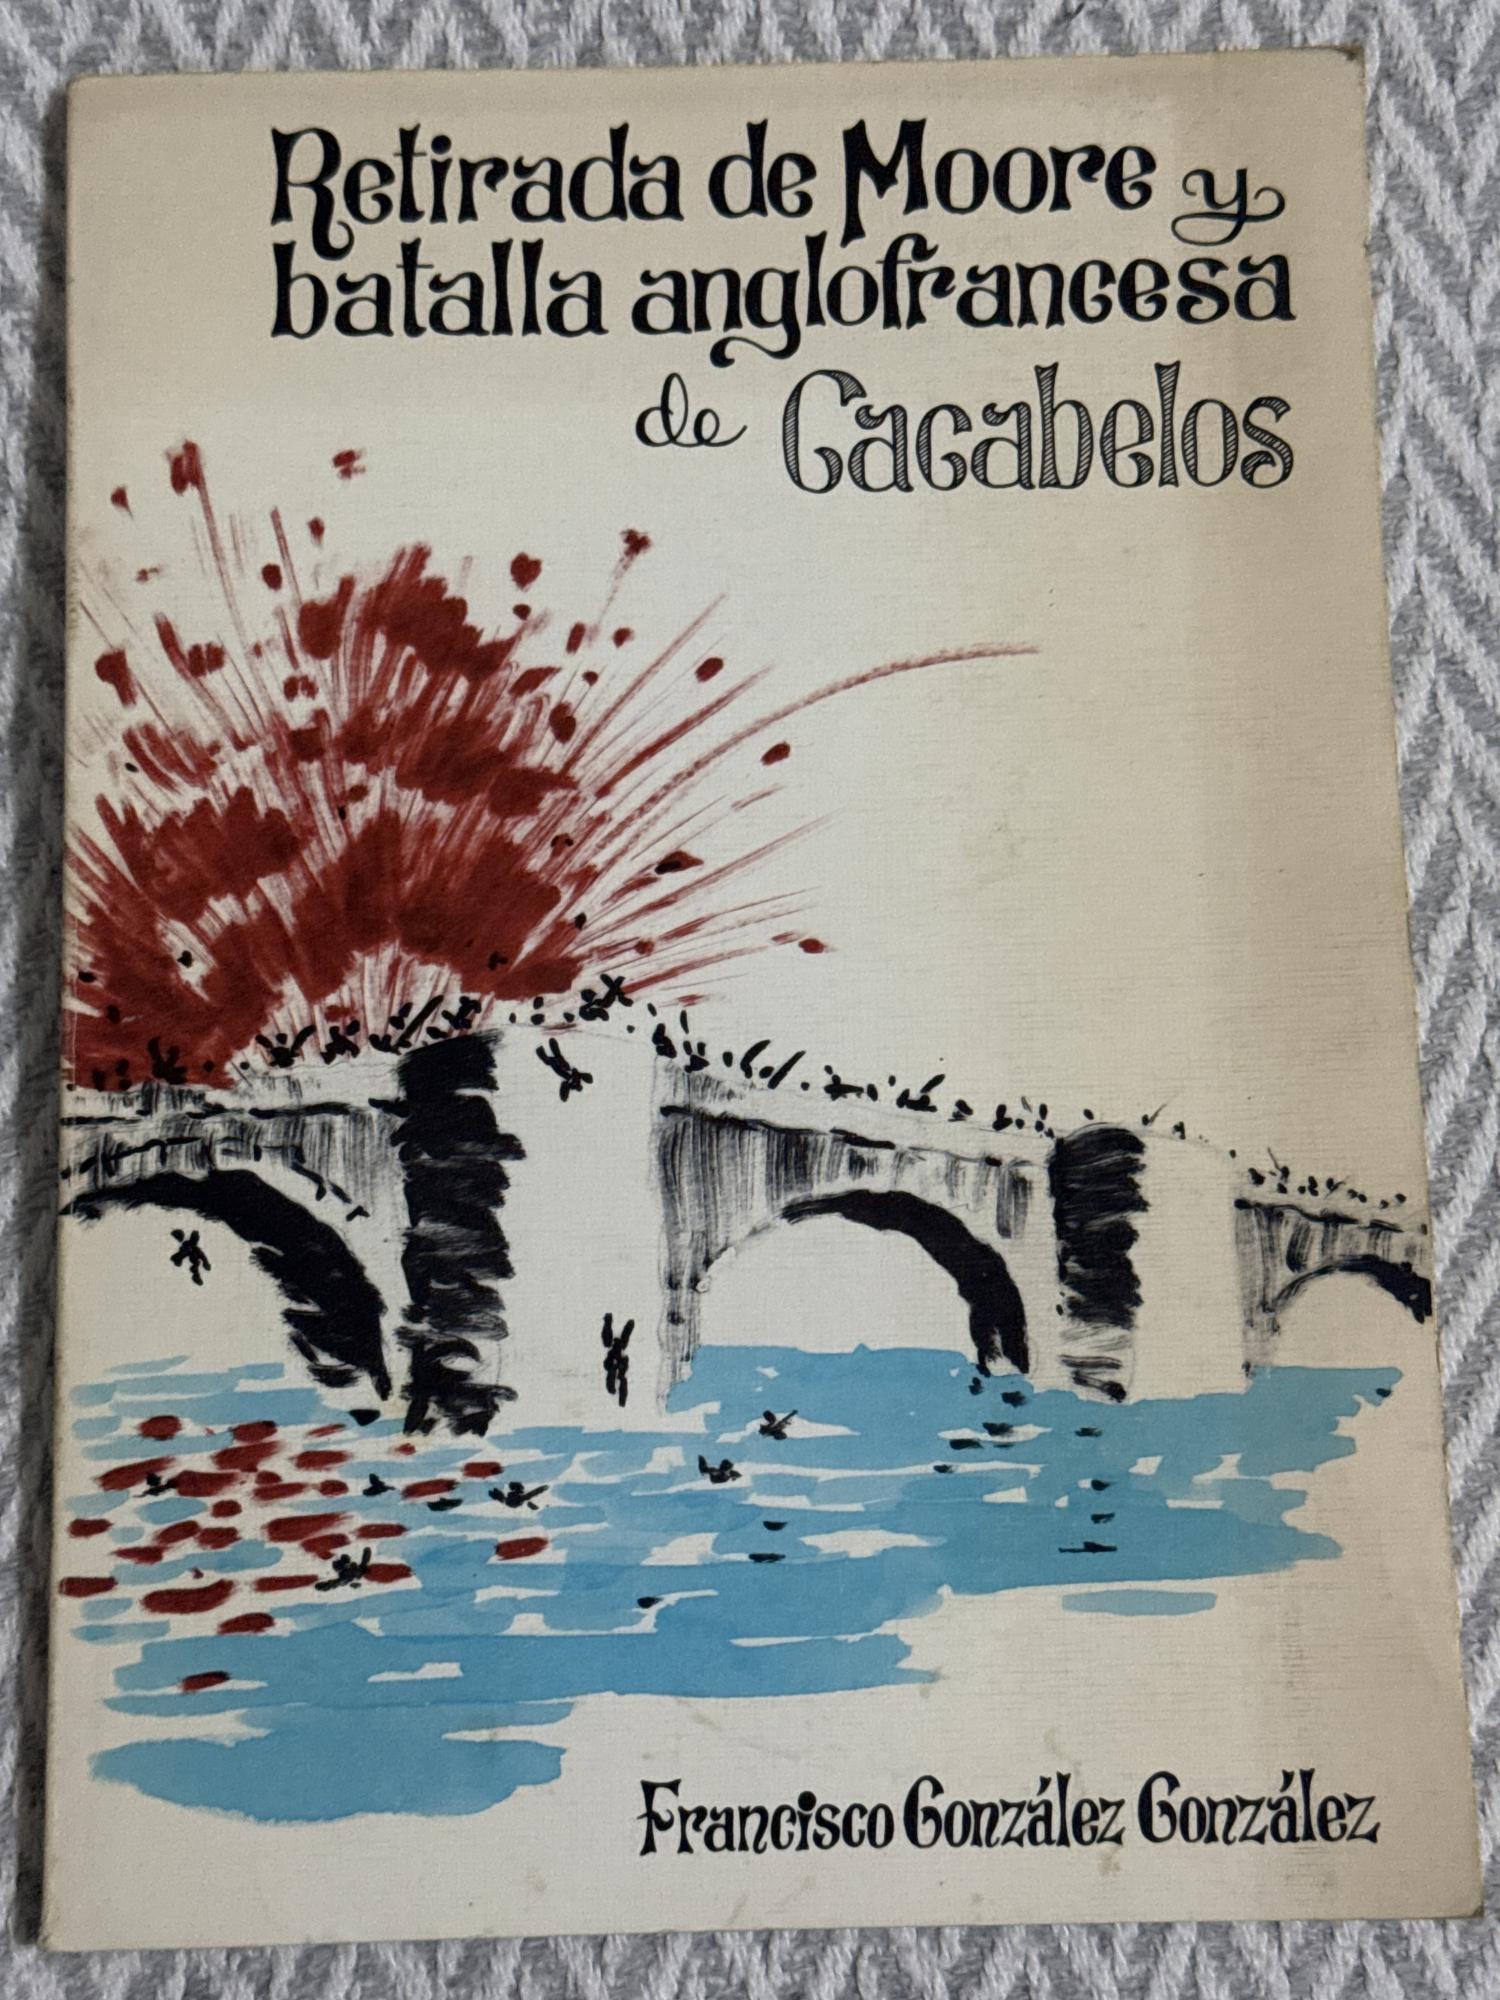 Retirada de Moore y
batalla anglofrancesa
de Cacabelos
Francisco González González